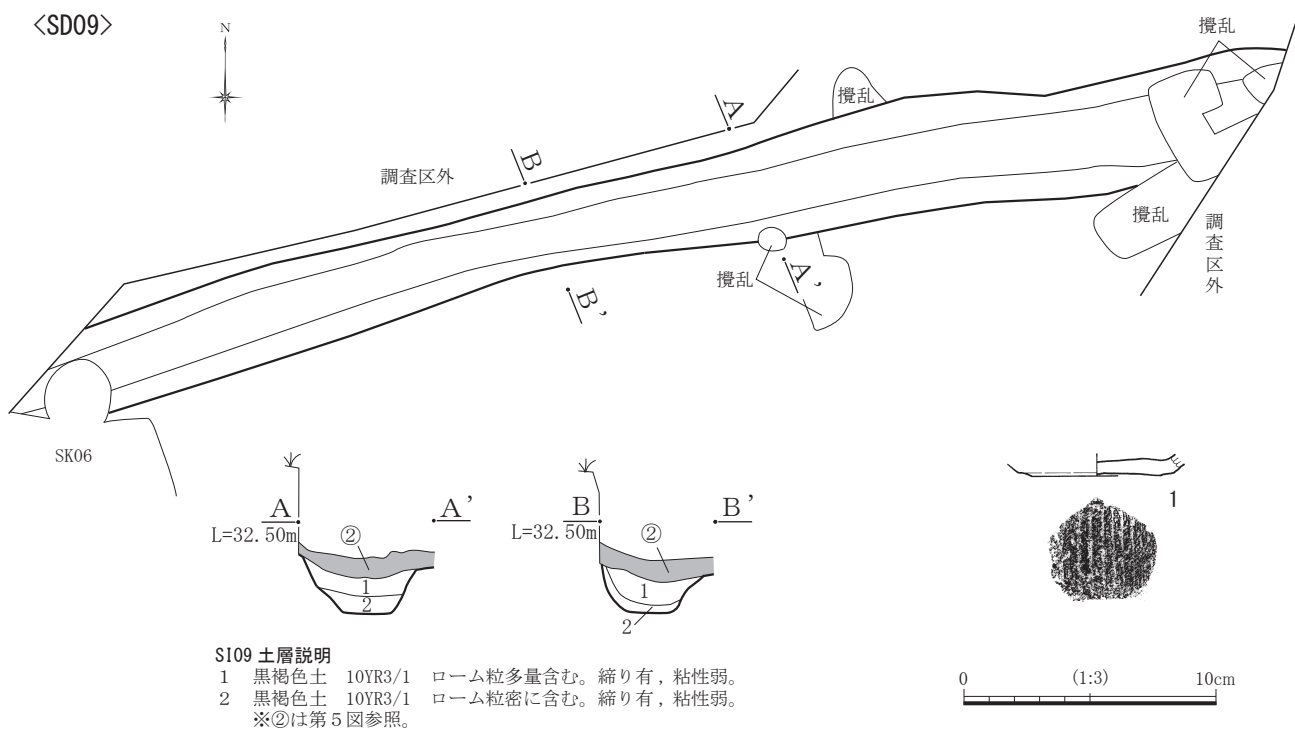 <SD09>
N
攪乱
攪乱
A
B
調査区外
攪乱
調査区外
攪乱
A'
B'
SK06
A
A'
L=32.50m
②
1
2
B
B'
L=32.50m
②
1
2
1
SI09 土層説明
1 黒褐色土 10YR3/1 ローム粒多量含む。締り有，粘性弱。
2 黒褐色土 10YR3/1 ローム粒密に含む。締り有，粘性弱。
※②は第５図参照。
0 (1:3) 10cm